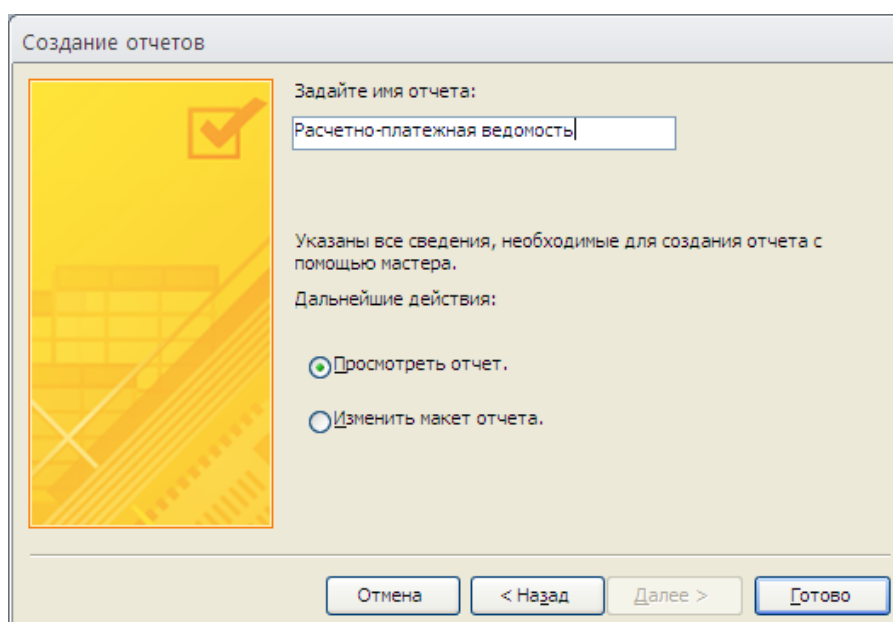 Создание отчетов
Задайте имя отчета:
Расчетно-платежная ведомость
Указаны все сведения, необходимые для создания отчета с
помощью мастера.
Дальнейшие действия:
Просмотреть отчет.
Изменить макет отчета.
Отмена
< Назад
Далее >
Готово